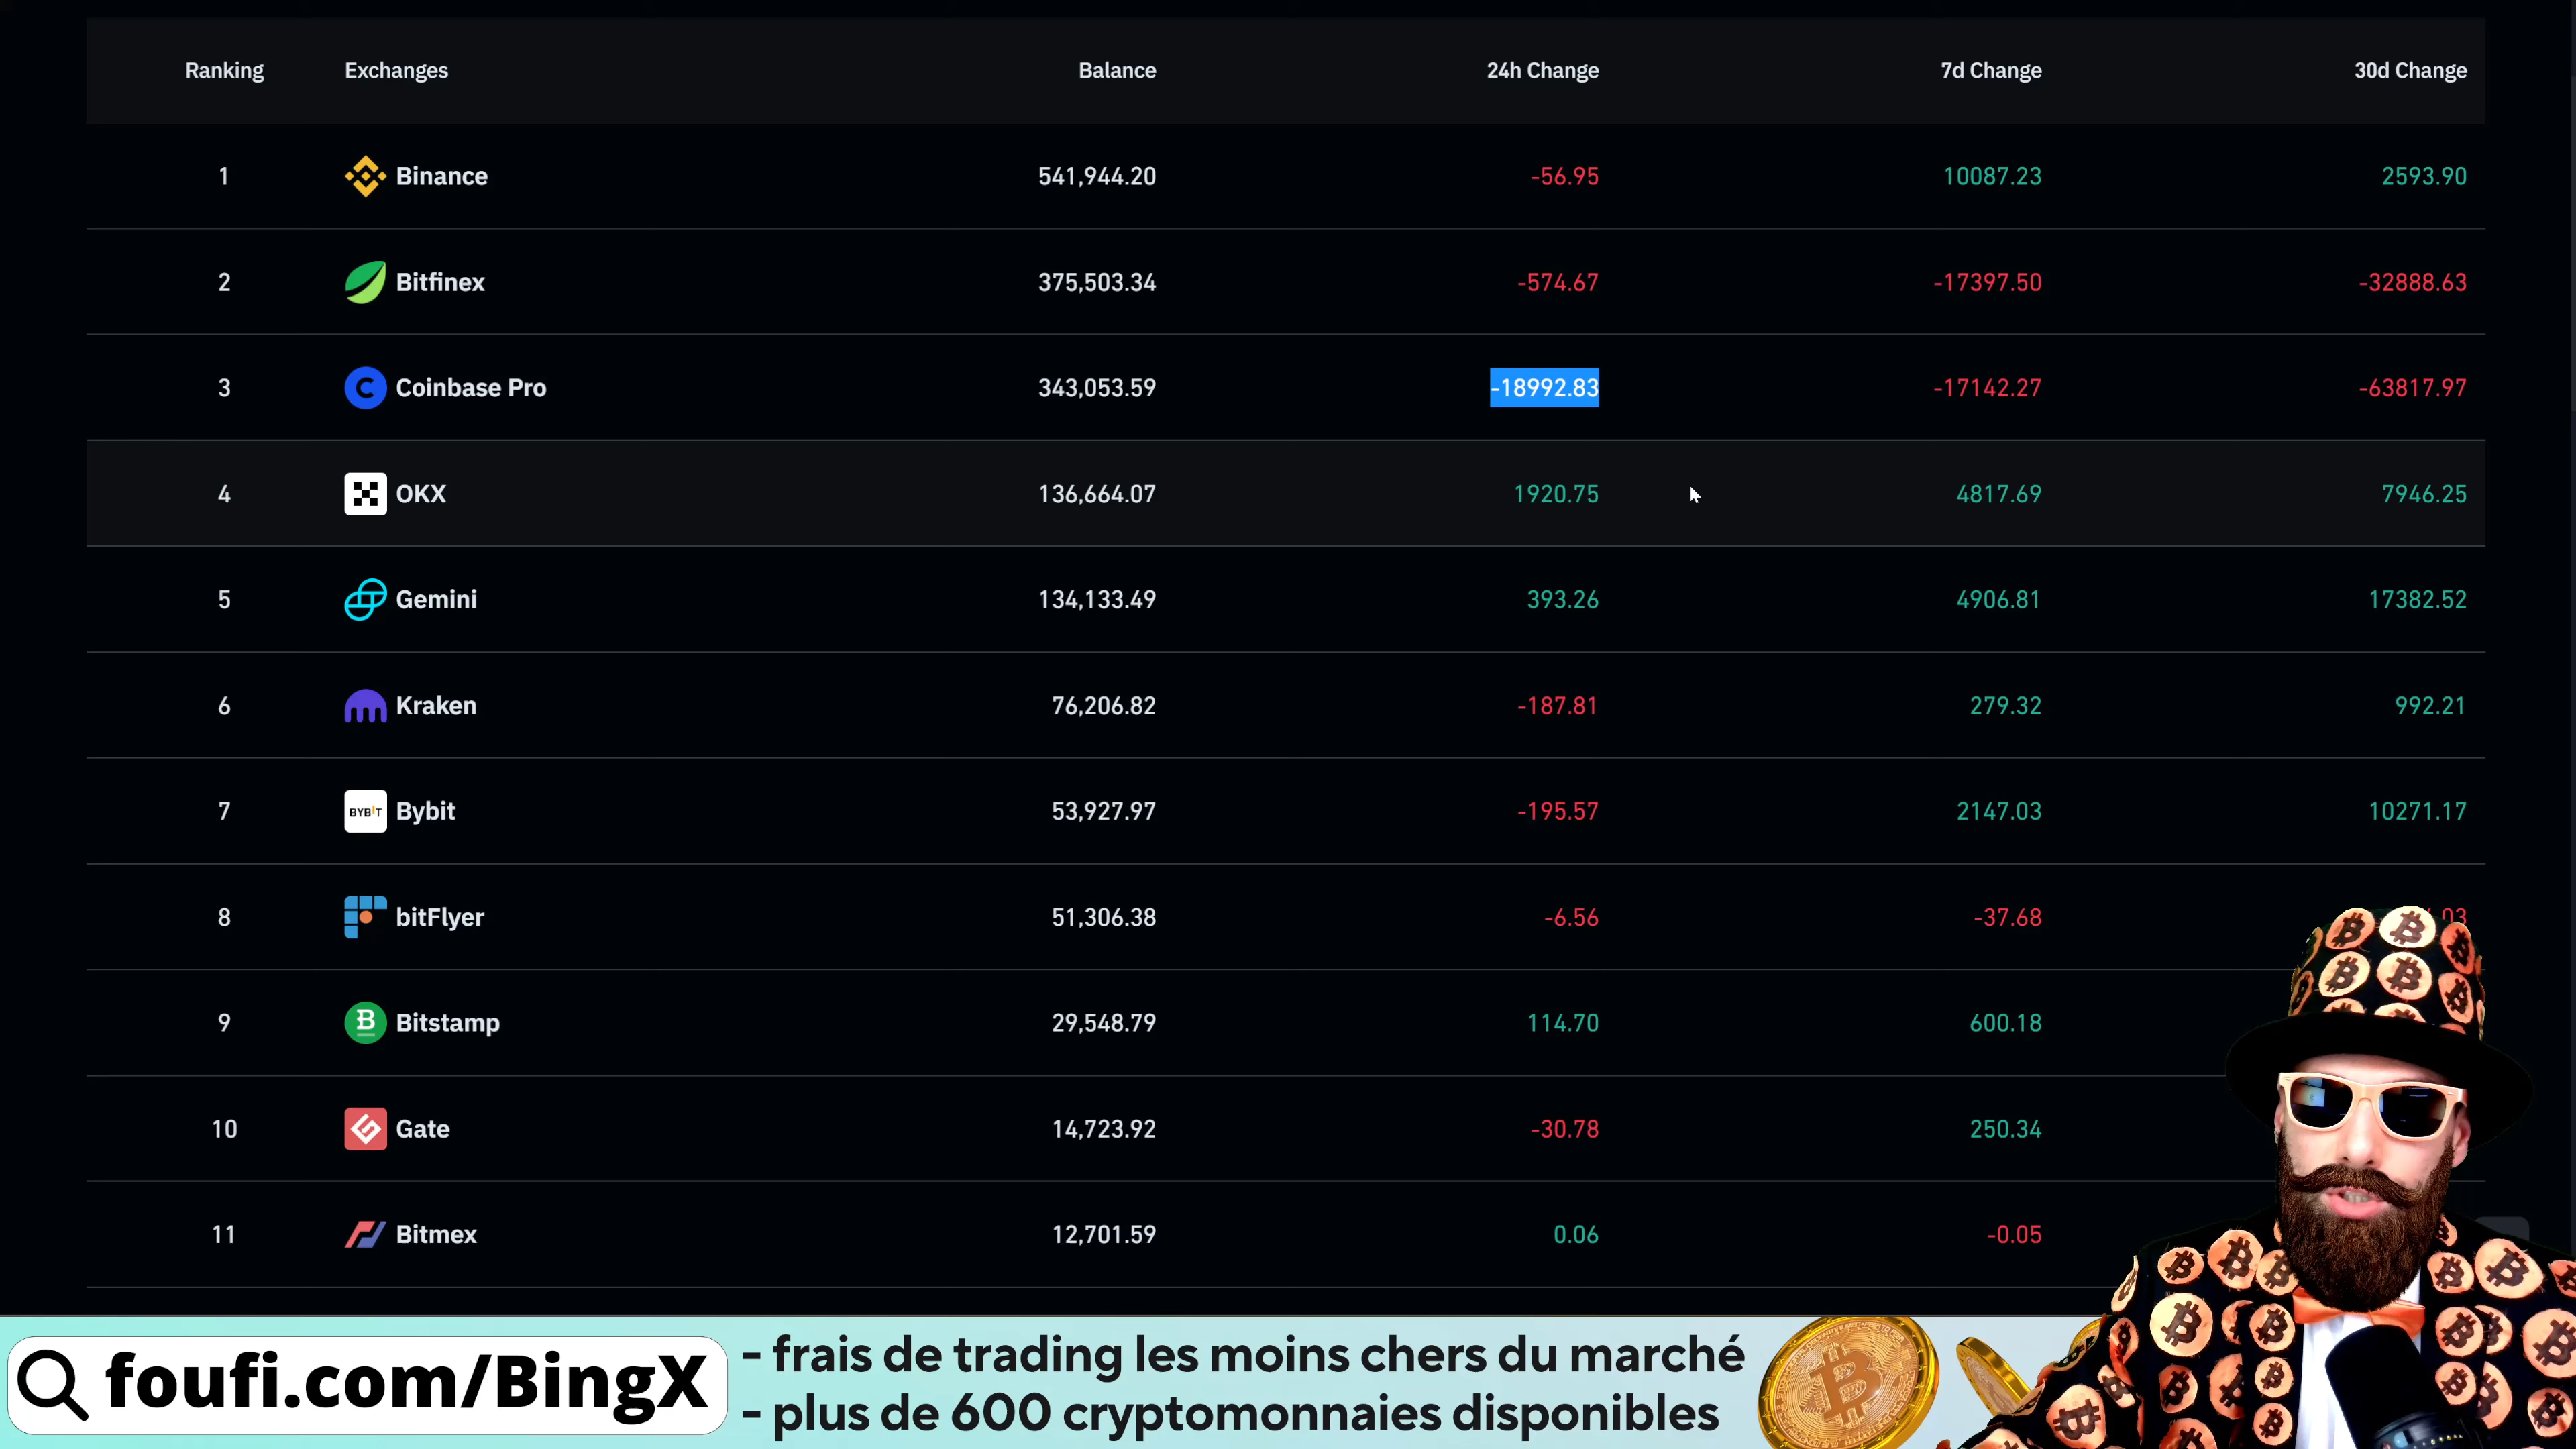 Ranking Exchanges Balance 24h Change 7d Change 30d Change
1 Binance 541,944.20 -56.95 10087.23 2593.90
2 Bitfinex 375,503.34 -574.67 -17397.50 -32888.63
3 Coinbase Pro 343,053.59 -18992.83 -17142.27 -63817.97
4 OKX 136,664.07 1920.75 4817.69 7946.25
5 Gemini 134,133.49 393.26 4906.81 17382.52
6 Kraken 76,206.82 -187.81 279.32 992.21
7 BYBIT Bybit 53,927.97 -195.57 2147.03 10271.17
8 bitFlyer 51,306.38 -6.56 -37.68
9 Bitstamp 29,548.79 114.70 600.18
10 Gate 14,723.92 -30.78 250.34
11 Bitmex 12,701.59 0.06 -0.05
foufi.com/BingX
- frais de trading les moins chers du marché
- plus de 600 cryptomonnaies disponibles